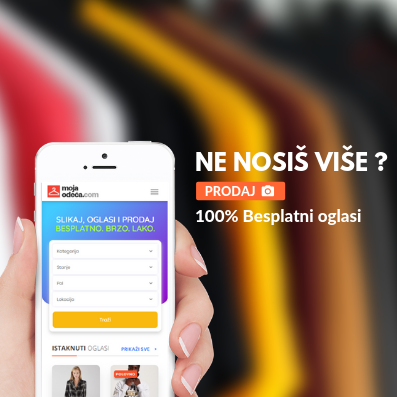 NE NOSIŠ VIŠE ?
PRODAJ
100% Besplatni oglasi
moja
odeca.com
SLIKAJ, OGLASI I PRODAJ
BESPLATNO. BRZO. LAKO.
Kategorija
Stanje
Pol
Lokacija
Traži
ISTAKNUTI OGLASI
PRIKAŽI SVE